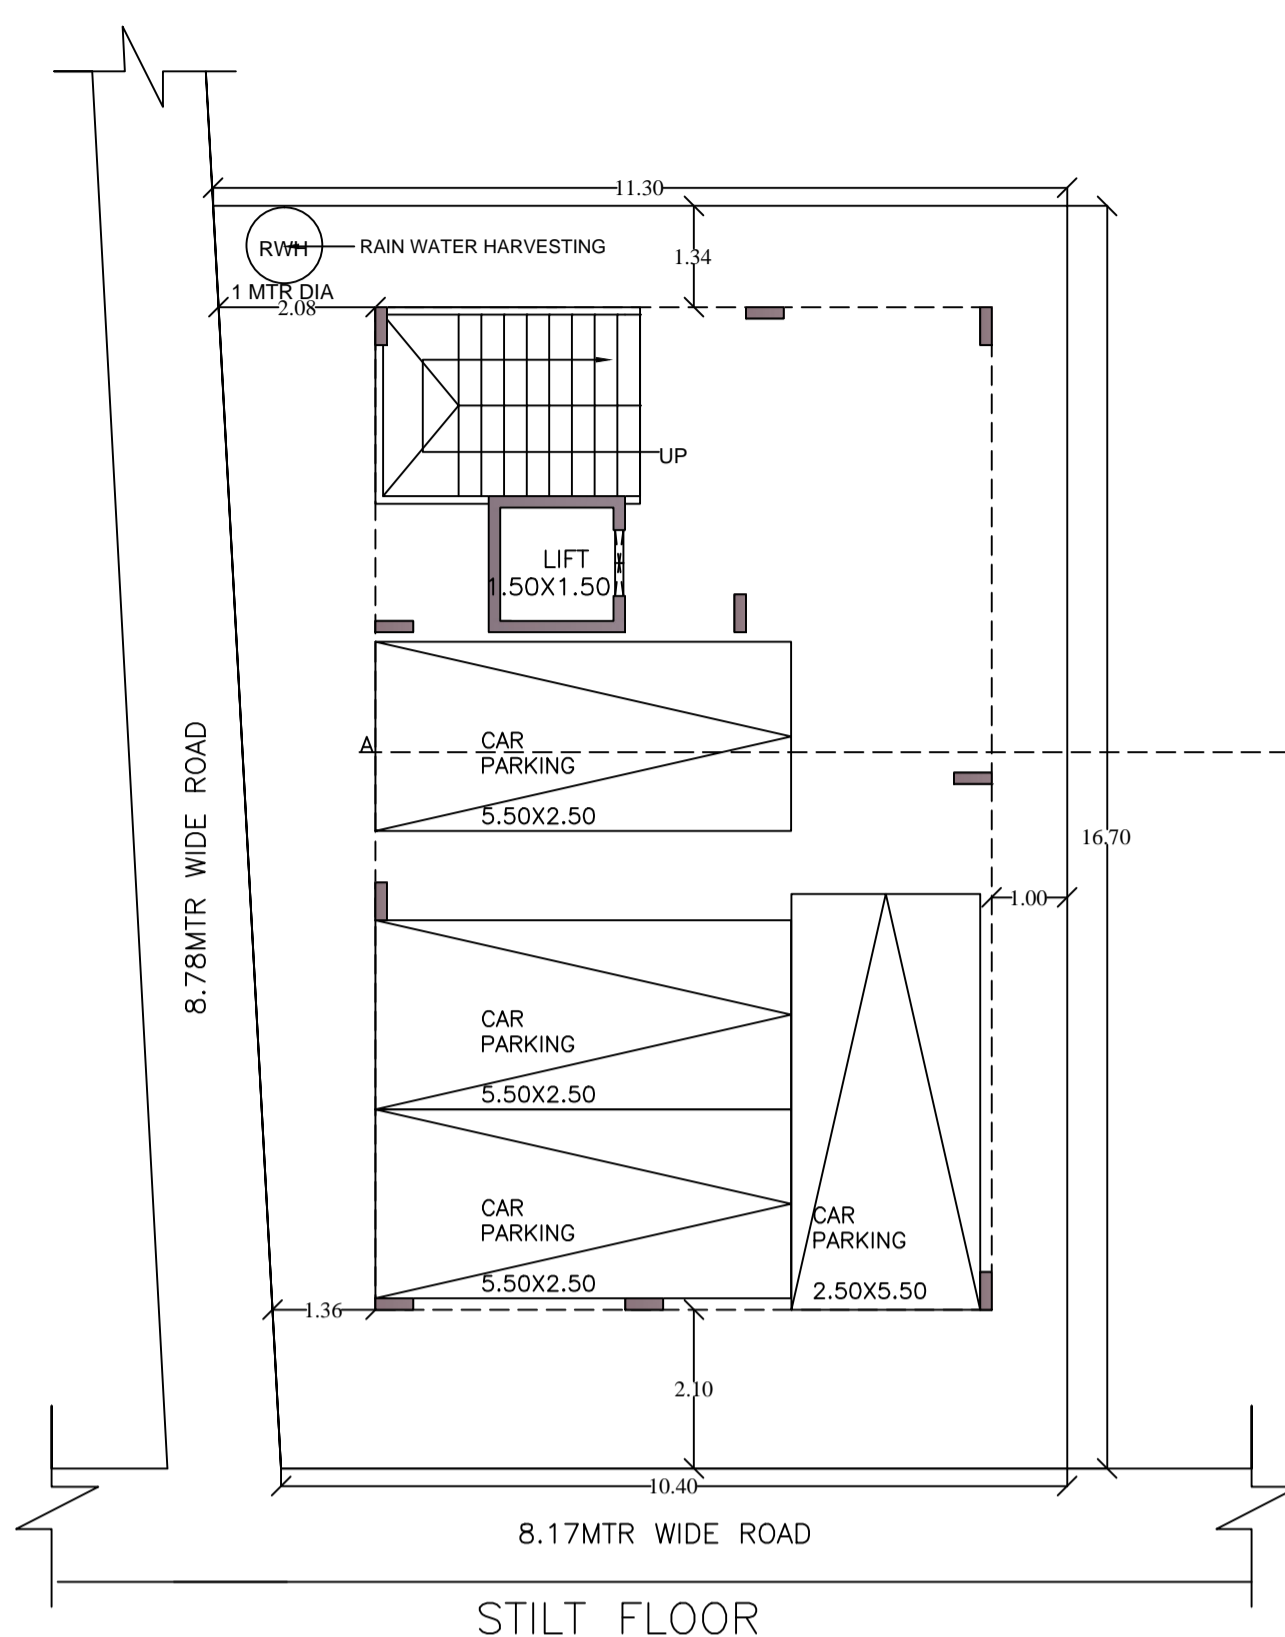 11.30
RWH
RAIN WATER HARVESTING
1.34
1 MTR DIA
2.08
UP
LIFT
1.50X1.50
A
CAR
PARKING
5.50X2.50
8.78MTR WIDE ROAD
16.70
1.00
CAR
PARKING
5.50X2.50
CAR
PARKING
5.50X2.50
CAR
PARKING
2.50X5.50
1.36
2.10
10.40
8.17MTR WIDE ROAD
STILT FLOOR